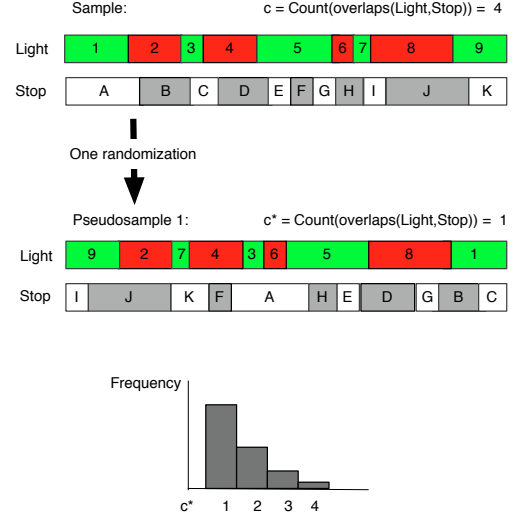 Sample: c = Count(overlaps(Light,Stop)) = 4
Light 1 2 3 4 5 6 7 8 9
Stop A B C D E F G H I J K
One randomization
Pseudosample 1: c* = Count(overlaps(Light,Stop)) = 1
Light 9 2 7 4 3 6 5 8 1
Stop I J K F A H E D G B C
Frequency
c* 1 2 3 4